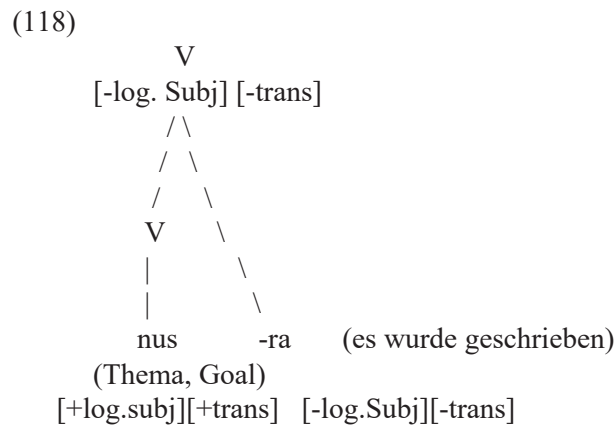 (118)
V
[-log. Subj] [-trans]
V
nus -ra (es wurde geschrieben)
(Thema, Goal)
[+log.subj][+trans] [-log.Subj][-trans]